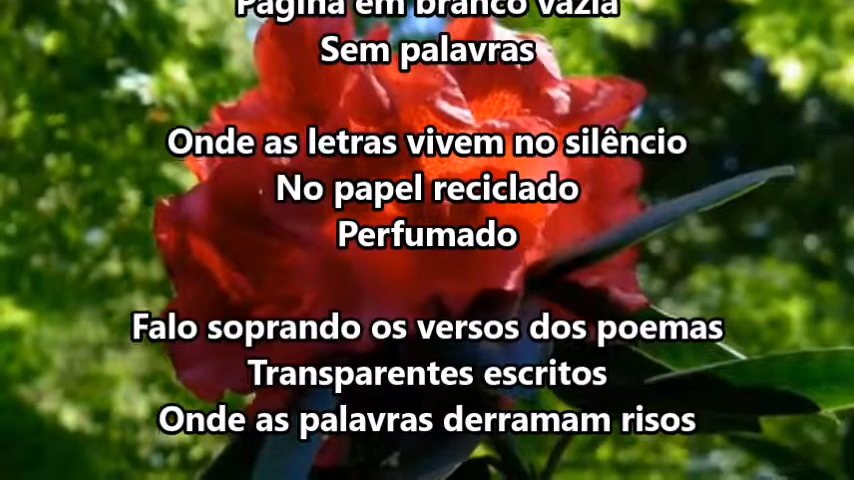 Página em branco vazia
Sem palavras
Onde as letras vivem no silêncio
No papel reciclado
Perfumado
Falo soprando os versos dos poemas
Transparentes escritos
Onde as palavras derramam risos